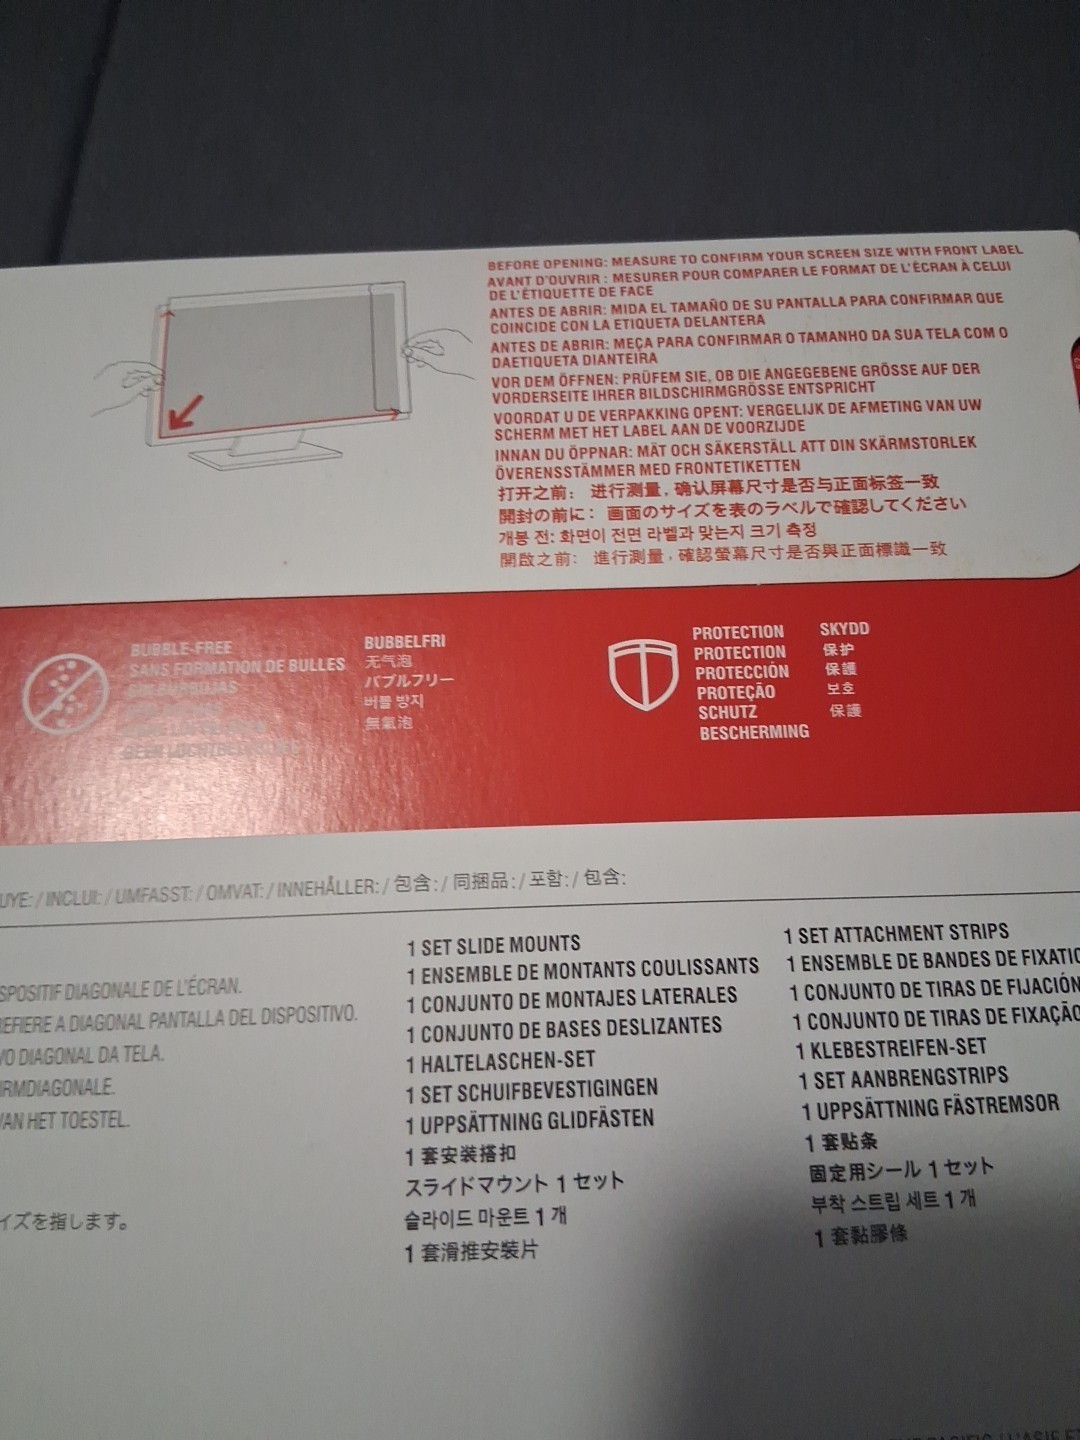 BEFORE OPENING: MEASURE TO CONFIRM YOUR SCREEN SIZE WITH FRONT LABEL
AVANT D'OUVRIR : MESURER POUR COMPARER LE FORMAT DE L'ÉCRAN À CELUI
DE L'ÉTIQUETTE DE FACE
ANTES DE ABRIR: MIDA EL TAMAÑO DE SU PANTALLA PARA CONFIRMAR QUE
COINCIDE CON LA ETIQUETA DELANTERA
ANTES DE ABRIR: MEÇA PARA CONFIRMAR O TAMANHO DA SUA TELA COM O
DAETIQUETA DIANTEIRA
VOR DEM ÖFFNEN: PRÜFEM SIE, OB DIE ANGEGEBENE GRÖSSE AUF DER
VORDERSEITE IHRER BILDSCHIRMGRÖSSE ENTSPRICHT
VOORDAT U DE VERPAKKING OPENT: VERGELIJK DE AFMETING VAN UW
SCHERM MET HET LABEL AAN DE VOORZIJDE
INNAN DU ÖPPNAR: MÄT OCH SÄKERSTÄLL ATT DIN SKÄRMSTORLEK
ÖVERENSSTÄMMER MED FRONTETIKETTEN
打开之前： 进行测量，确认屏幕尺寸是否与正面标签一致
開封の前に： 画面のサイズを表のラベルで確認してください
개봉 전: 화면이 전면 라벨과 맞는지 크기 측정
開啟之前： 進行測量，確認螢幕尺寸是否與正面標識一致
BUBBLE-FREE
SANS FORMATION DE BULLES
BUBBELFRI
无气泡
バブルフリー
버블 방지
無氣泡
PROTECTION
PROTECTION
PROTECCIÓN
PROTEÇÃO
SCHUTZ
BESCHERMING
SKYDD
保护
保護
보호
保護
UYE: / INCLUI: / UMFASST: / OMVAT: / INNEHÅLLER: / 包含: / 同捆品: / 포함: / 包含:
SPOSITIF DIAGONALE DE L'ÉCRAN.
EFIERE A DIAGONAL PANTALLA DEL DISPOSITIVO.
VO DIAGONAL DA TELA.
IRMDIAGONALE.
VAN HET TOESTEL.
イズを指します。
1 SET SLIDE MOUNTS
1 ENSEMBLE DE MONTANTS COULISSANTS
1 CONJUNTO DE MONTAJES LATERALES
1 CONJUNTO DE BASES DESLIZANTES
1 HALTELASCHEN-SET
1 SET SCHUIFBEVESTIGINGEN
1 UPPSÄTTNING GLIDFÄSTEN
1 套安装搭扣
スライドマウント 1 セット
슬라이드 마운트 1 개
1 套滑推安裝片
1 SET ATTACHMENT STRIPS
1 ENSEMBLE DE BANDES DE FIXATIO
1 CONJUNTO DE TIRAS DE FIJACIÓN
1 CONJUNTO DE TIRAS DE FIXAÇÃO
1 KLEBESTREIFEN-SET
1 SET AANBRENGSTRIPS
1 UPPSÄTTNING FÄSTREMSOR
1 套贴条
固定用シール 1 セット
부착 스트립 세트 1 개
1 套黏膠條